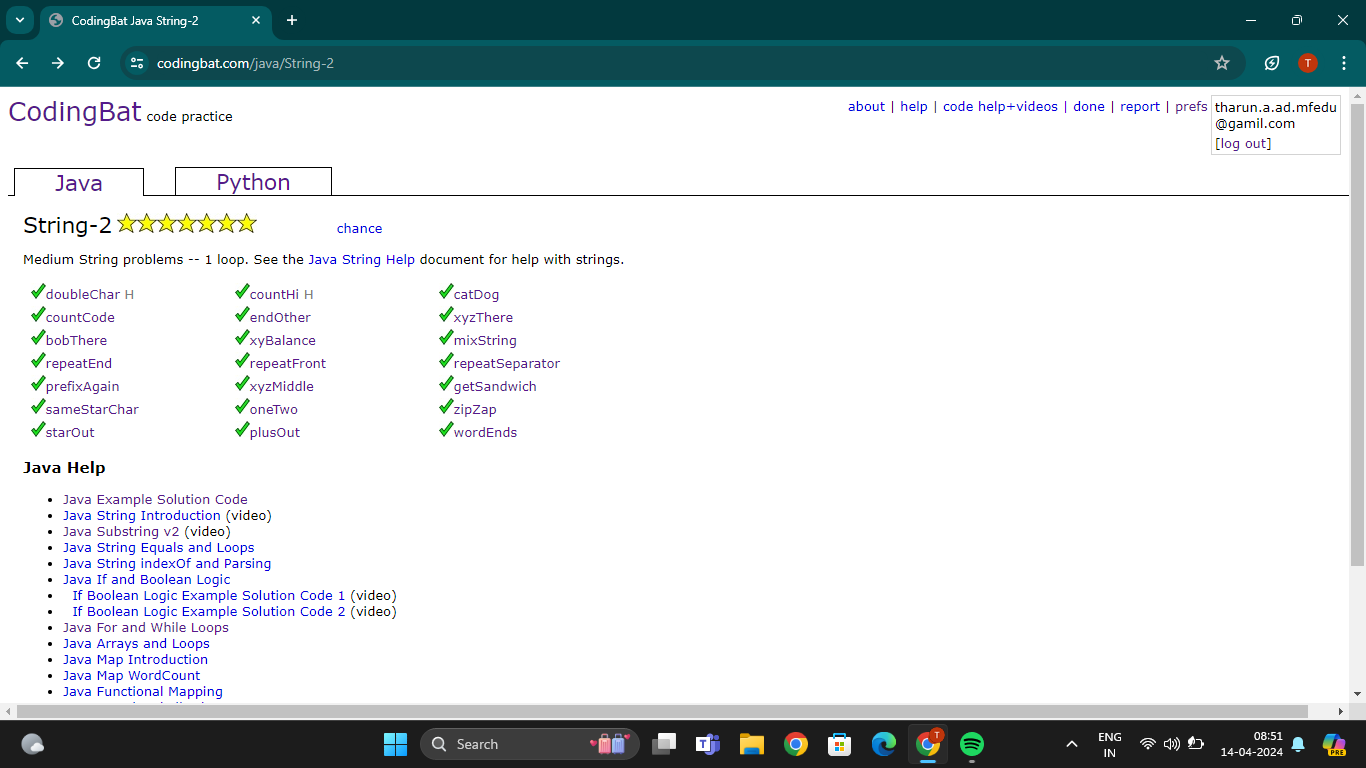 CodingBat Java String-2
codingbat.com/java/String-2
T
CodingBat code practice
about | help | code help+videos | done | report | prefs
tharun.a.ad.mfedu
@gamil.com
[log out]
Java
Python
String-2
chance
Medium String problems -- 1 loop. See the Java String Help document for help with strings.
doubleChar H countHi H catDog
countCode endOther xyzThere
bobThere xyBalance mixString
repeatEnd repeatFront repeatSeparator
prefixAgain xyzMiddle getSandwich
sameStarChar oneTwo zipZap
starOut plusOut wordEnds
Java Help
Java Example Solution Code
Java String Introduction (video)
Java Substring v2 (video)
Java String Equals and Loops
Java String indexOf and Parsing
Java If and Boolean Logic
If Boolean Logic Example Solution Code 1 (video)
If Boolean Logic Example Solution Code 2 (video)
Java For and While Loops
Java Arrays and Loops
Java Map Introduction
Java Map WordCount
Java Functional Mapping
Search
T
ENG
IN
08:51
14-04-2024
PRE